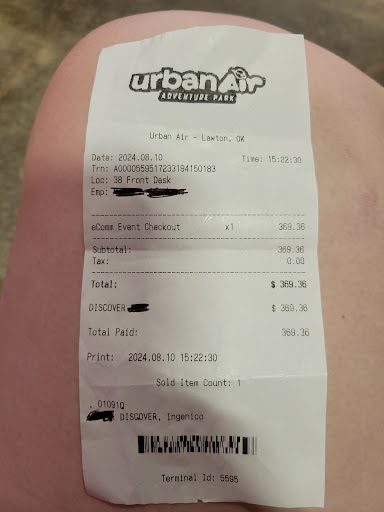 urban Air
ADVENTURE PARK
Urban Air - Lawton, OK
Date: 2024.08.10 Time: 15:22:30
Trn: A0000559517233194150183
Loc: 38 Front Desk
Emp:
eComm Event Checkout x1 369.36
Subtotal: 369.36
Tax: 0.00
Total: $ 369.36
DISCOVER $ 369.36
Total Paid: 369.36
Print: 2024.08.10 15:22:30
Sold Item Count: 1
, 01091Q
DISCOVER, Ingenico
Terminal Id: 5595